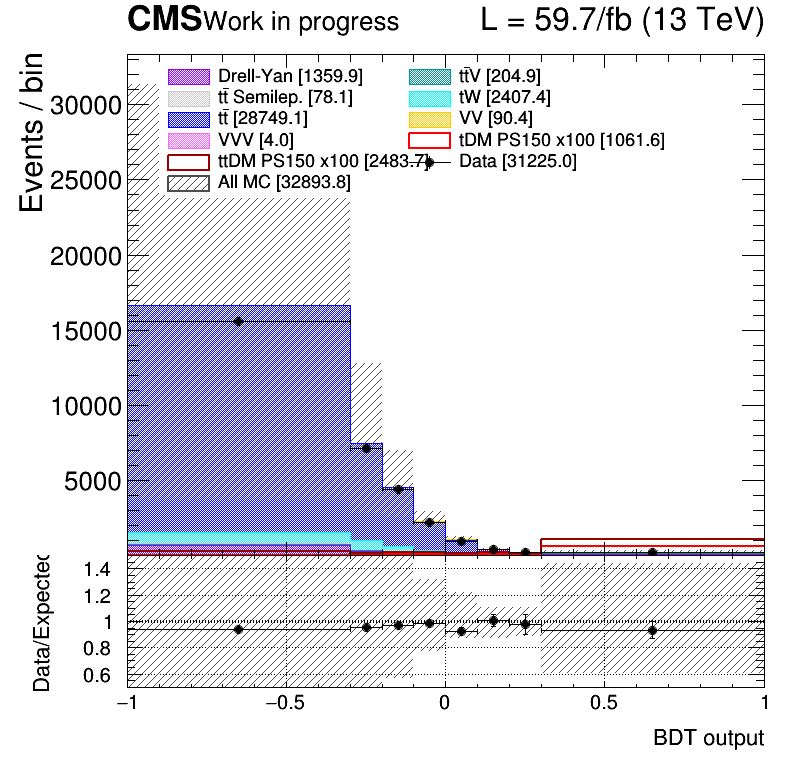 CMS Work in progress L = 59.7/fb (13 TeV)
Events / bin
Drell-Yan [1359.9] tt̄V [204.9]
tt̄ Semilep. [78.1] tW [2407.4]
tt̄ [28749.1] VV [90.4]
VVV [4.0] tDM PS150 x100 [1061.6]
ttDM PS150 x100 [2483.7] Data [31225.0]
All MC [32893.8]
30000
25000
20000
15000
10000
5000
Data/Expected
1.4
1.2
1
0.8
0.6
−1 −0.5 0 0.5 1
BDT output